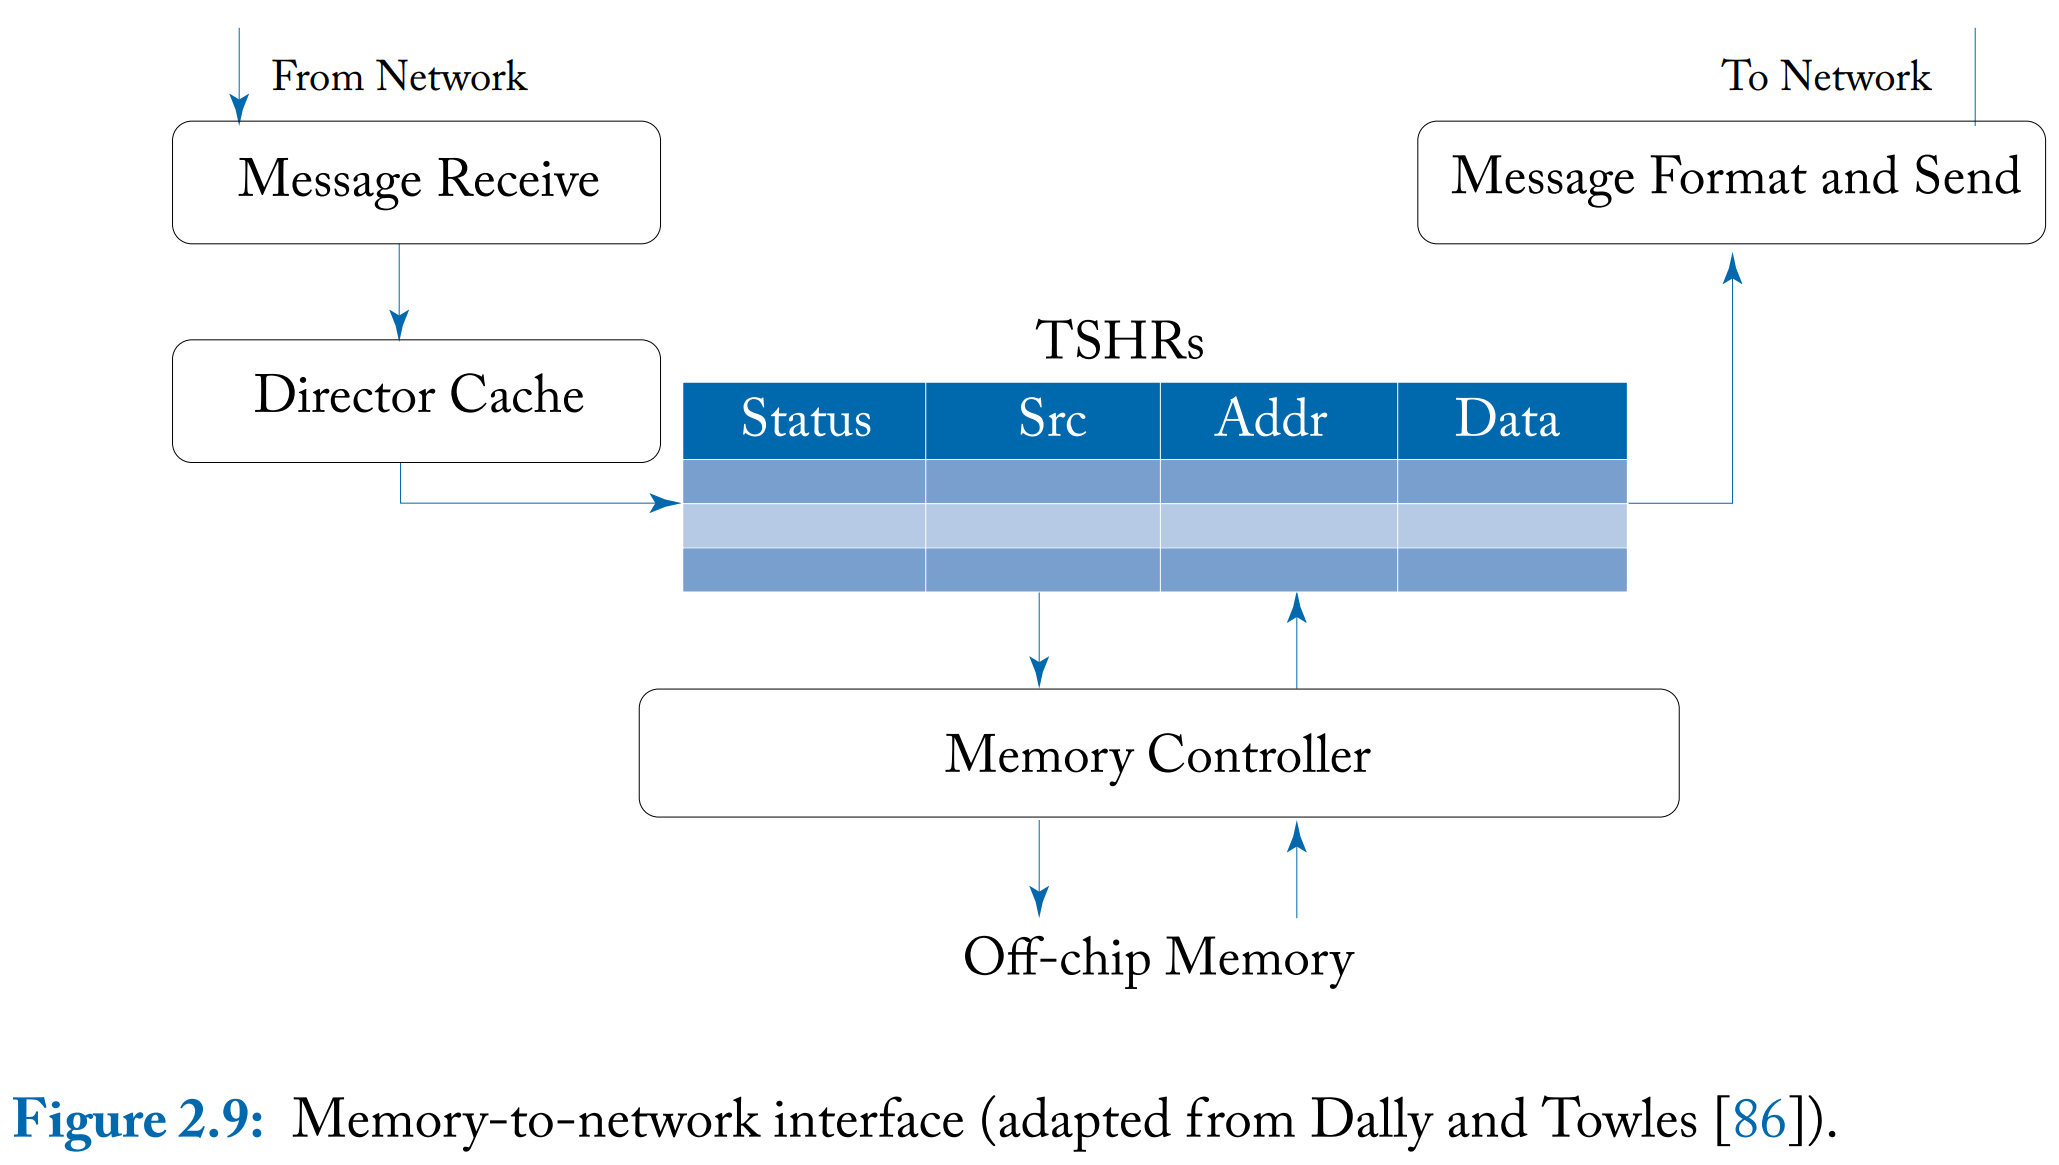 From Network
To Network
Message Receive
Message Format and Send
Director Cache
TSHRs
Status Src Addr Data
Memory Controller
Off-chip Memory
Figure 2.9: Memory-to-network interface (adapted from Dally and Towles [86]).